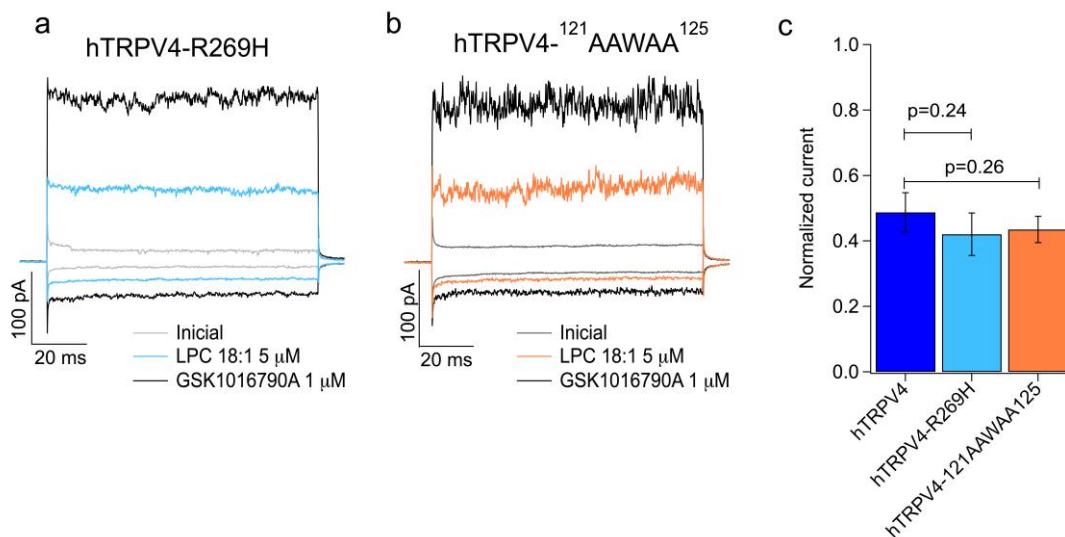 a
hTRPV4-R269H
100 pA
20 ms
Inicial
LPC 18:1 5 μM
GSK1016790A 1 μM
b
hTRPV4-¹²¹AAWAA¹²⁵
100 pA
20 ms
Inicial
LPC 18:1 5 μM
GSK1016790A 1 μM
c
Normalized current
1.0
0.8
0.6
0.4
0.2
0.0
p=0.24
p=0.26
hTRPV4
hTRPV4-R269H
hTRPV4-121AAWAA125